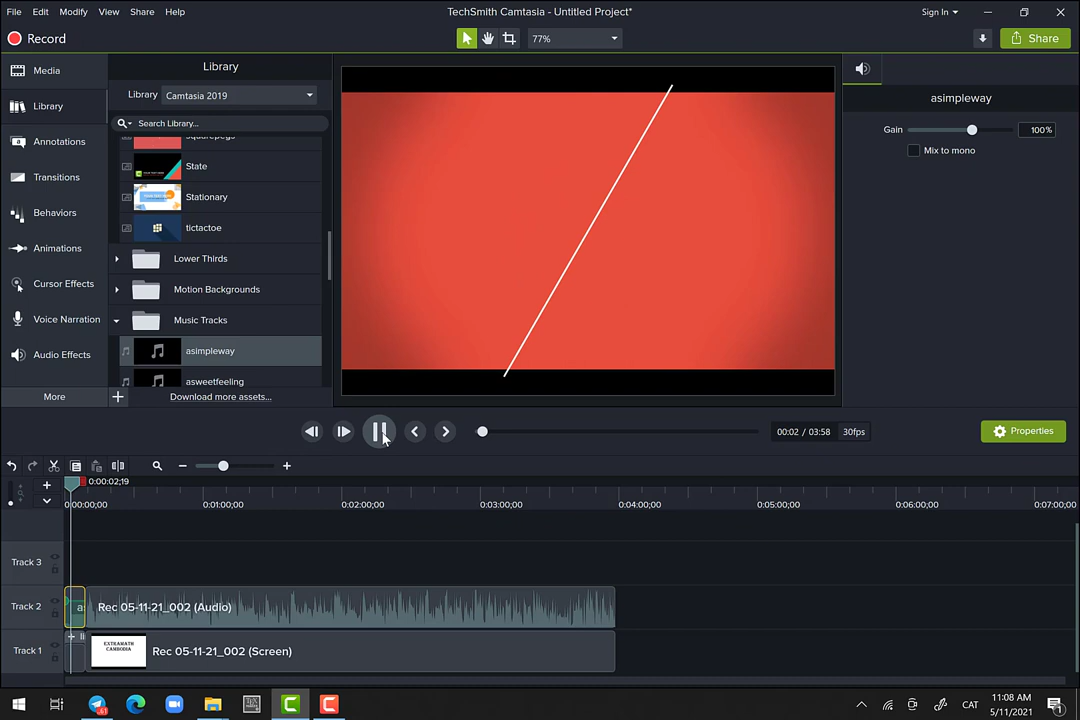 File Edit Modify View Share Help
TechSmith Camtasia - Untitled Project*
Sign In
Record
77%
Share
Media
Library
Annotations
Transitions
Behaviors
Animations
Cursor Effects
Voice Narration
Audio Effects
More
Library
Library Camtasia 2019
Search Library...
squarepegs
State
Stationary
tictactoe
Lower Thirds
Motion Backgrounds
Music Tracks
asimpleway
asweetfeeling
Download more assets...
asimpleway
Gain 100%
Mix to mono
00:02 / 03:58 30fps
Properties
0:00:02;19
0:00:00;00 0:01:00;00 0:02:00;00 0:03:00;00 0:04:00;00 0:05:00;00 0:06:00;00 0:07:00;00
Track 3
Track 2 Rec 05-11-21_002 (Audio)
EXTRAMATH
CAMBODIA
Track 1 Rec 05-11-21_002 (Screen)
CAT
11:08 AM
5/11/2021